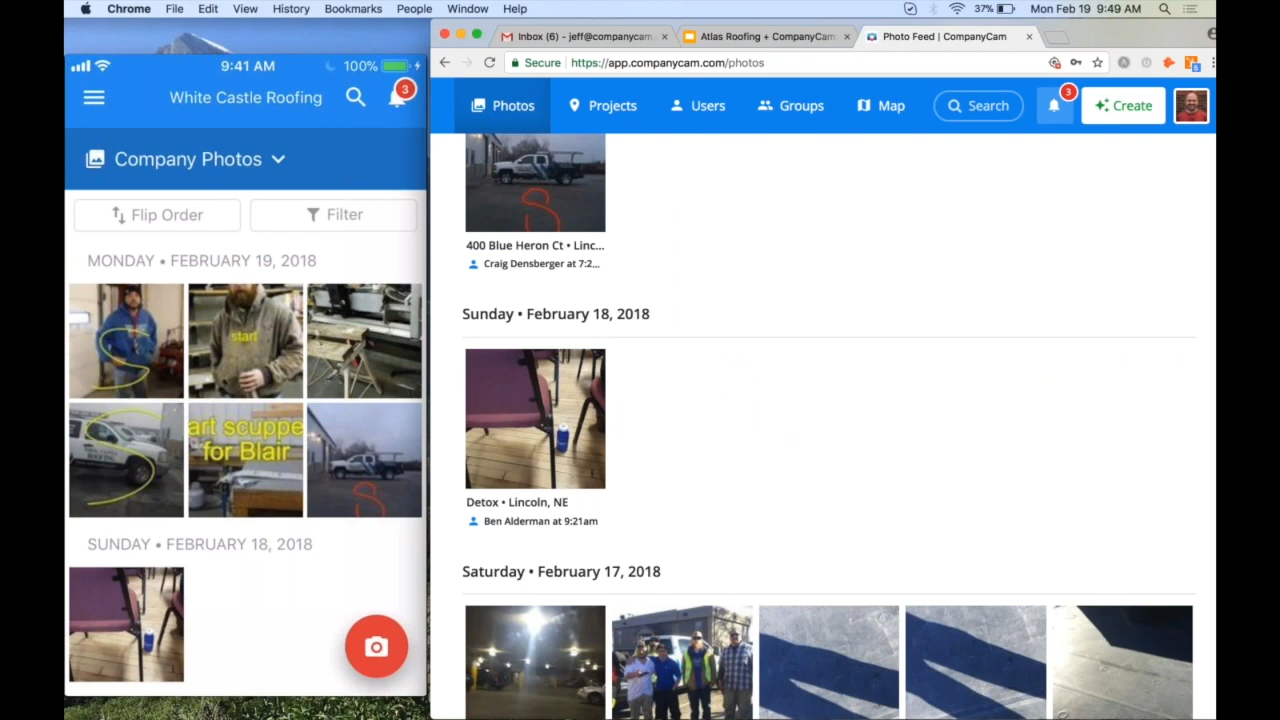 Chrome File Edit View History Bookmarks People Window Help
37% Mon Feb 19 9:49 AM
9:41 AM
100%
White Castle Roofing
3
Company Photos
Flip Order
Filter
MONDAY • FEBRUARY 19, 2018
start
art scuppe
for Blair
SUNDAY • FEBRUARY 18, 2018
Inbox (6) - jeff@companycam.
Atlas Roofing + CompanyCam
Photo Feed | CompanyCam
Secure https://app.companycam.com/photos
Photos Projects Users Groups Map Search 3 Create
400 Blue Heron Ct • Linc...
Craig Densberger at 7:2...
Sunday • February 18, 2018
Detox • Lincoln, NE
Ben Alderman at 9:21am
Saturday • February 17, 2018